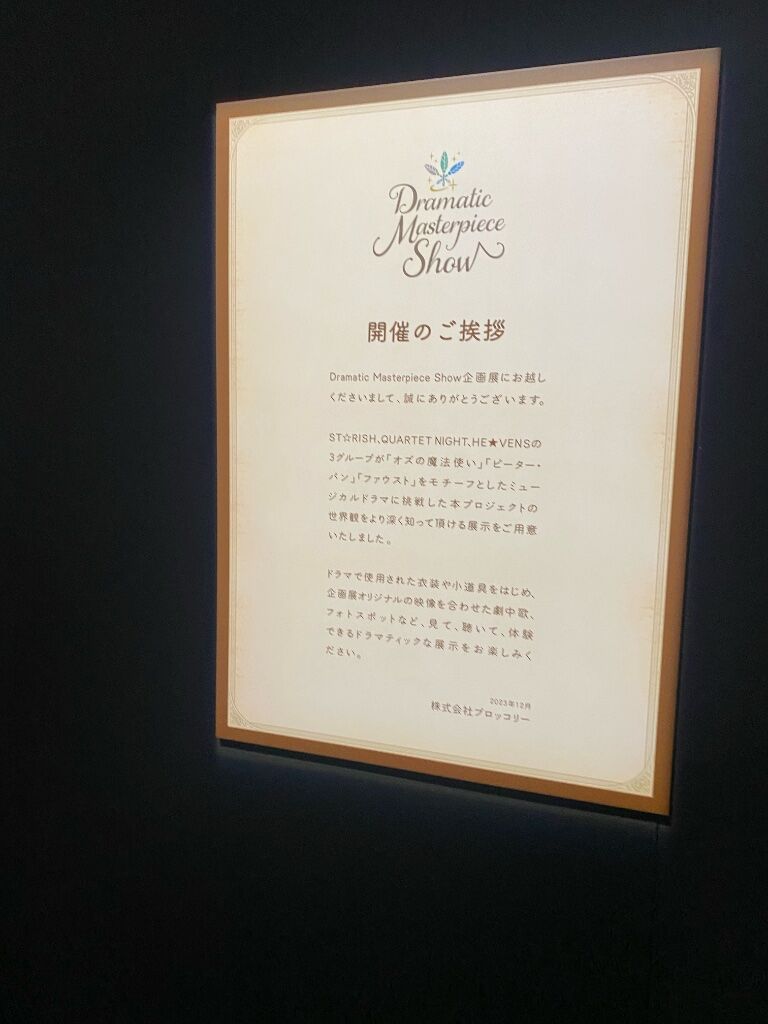 Dramatic
Masterpiece
Show
開催のご挨拶
Dramatic Masterpiece Show企画展にお越し
くださいまして、誠にありがとうございます。
ST☆RISH、QUARTET NIGHT、HE★VENSの
3グループが「オズの魔法使い」「ピーター・
パン」「ファウスト」をモチーフとしたミュー
ジカルドラマに挑戦した本プロジェクトの
世界観をより深く知って頂ける展示をご用意
いたしました。
ドラマで使用された衣装や小道具をはじめ、
企画展オリジナルの映像を合わせた劇中歌、
フォトスポットなど、見て、聴いて、体験
できるドラマティックな展示をお楽しみく
ださい。
2023年12月
株式会社ブロッコリー